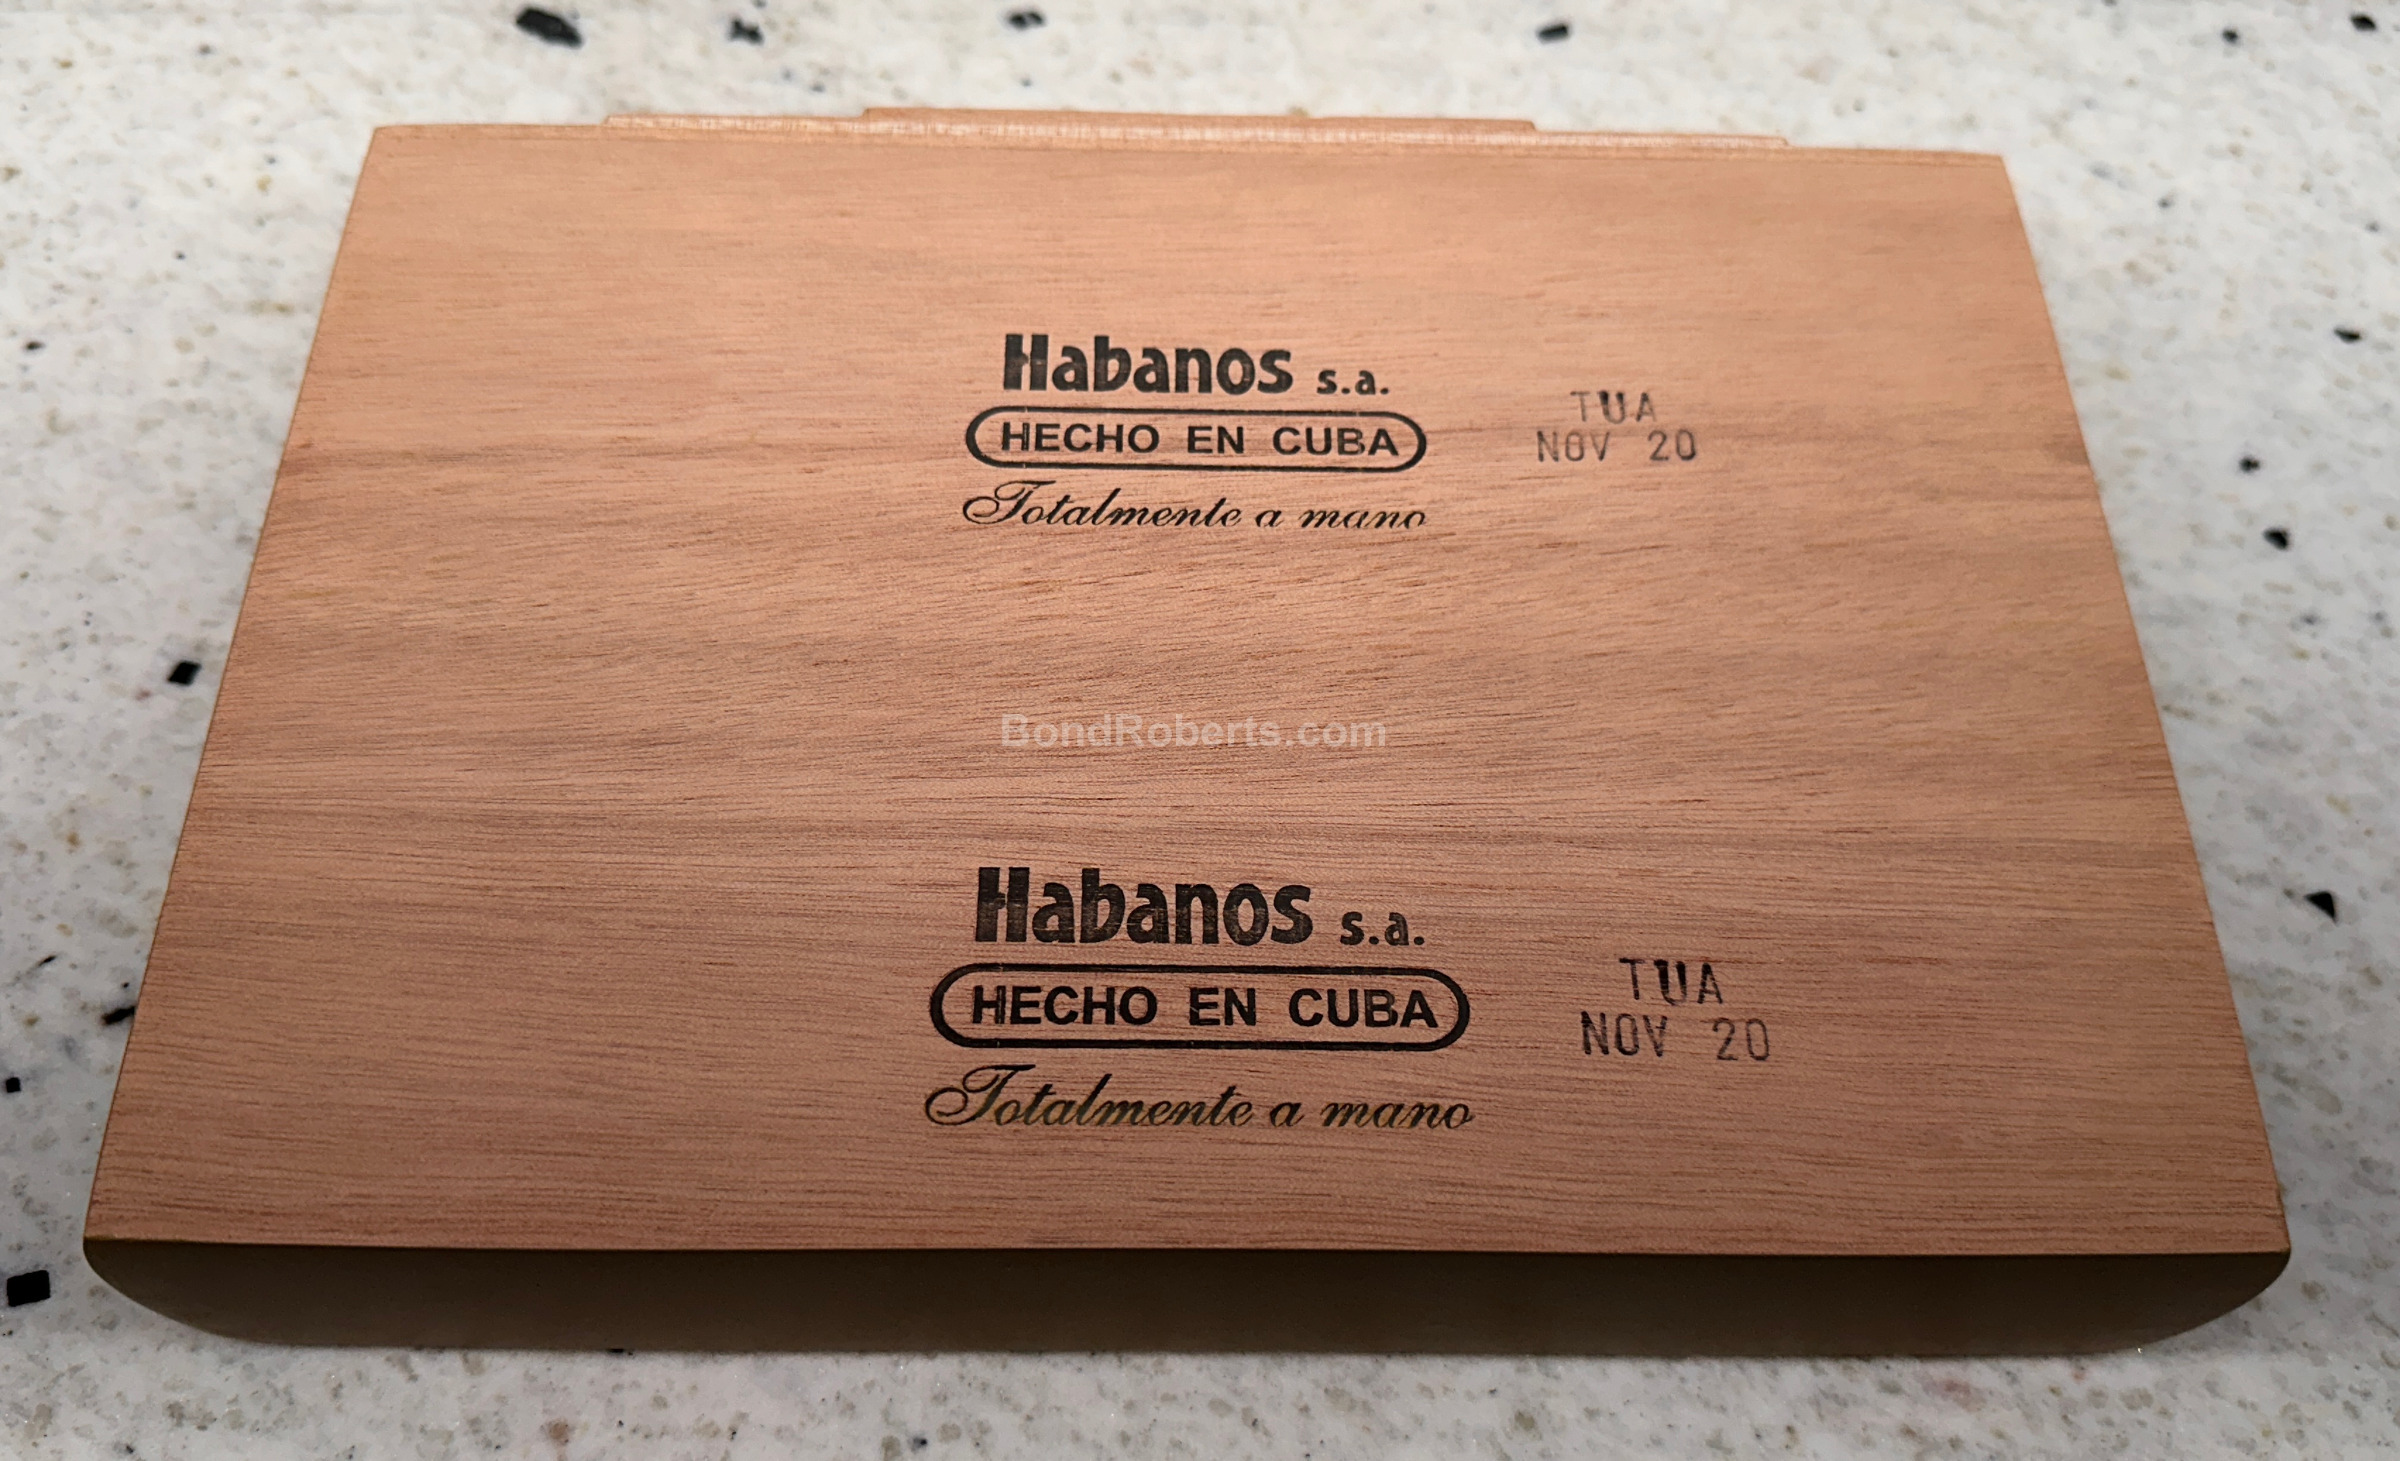 Habanos s.a.
HECHO EN CUBA
Totalmente a mano
TUA
NOV 20
BondRoberts.com
Habanos s.a.
HECHO EN CUBA
Totalmente a mano
TUA
NOV 20